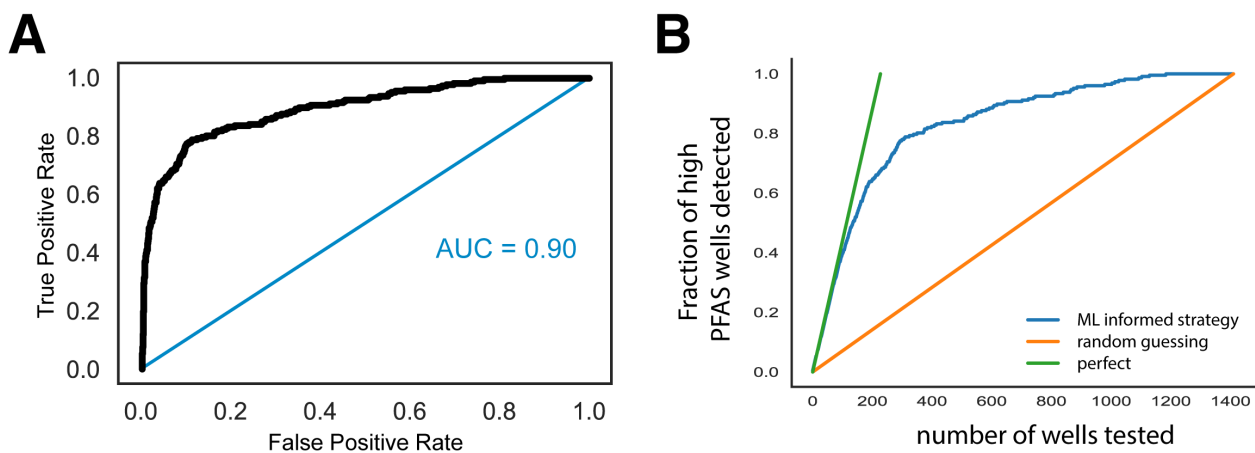 A
True Positive Rate
1.0
0.8
0.6
0.4
0.2
0.0
AUC = 0.90
0.0 0.2 0.4 0.6 0.8 1.0
False Positive Rate
B
Fraction of high
PFAS wells detected
1.0
0.8
0.6
0.4
0.2
0.0
ML informed strategy
random guessing
perfect
0 200 400 600 800 1000 1200 1400
number of wells tested